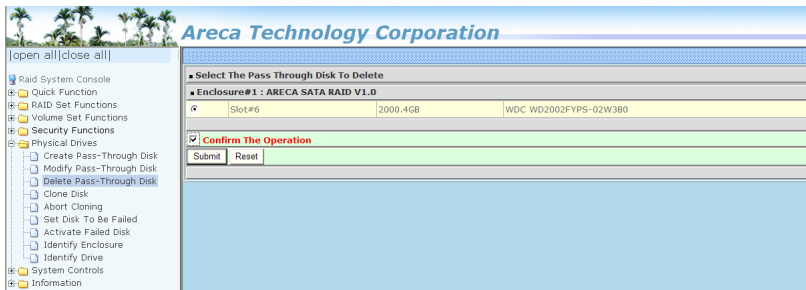 Areca Technology Corporation
|open all|close all|
Raid System Console
Quick Function
RAID Set Functions
Volume Set Functions
Security Functions
Physical Drives
Create Pass-Through Disk
Modify Pass-Through Disk
Delete Pass-Through Disk
Clone Disk
Abort Cloning
Set Disk To Be Failed
Activate Failed Disk
Identify Enclosure
Identify Drive
System Controls
Information
Select The Pass Through Disk To Delete
Enclosure#1 : ARECA SATA RAID V1.0
Slot#6 2000.4GB WDC WD2002FYPS-02W3B0
Confirm The Operation
Submit Reset